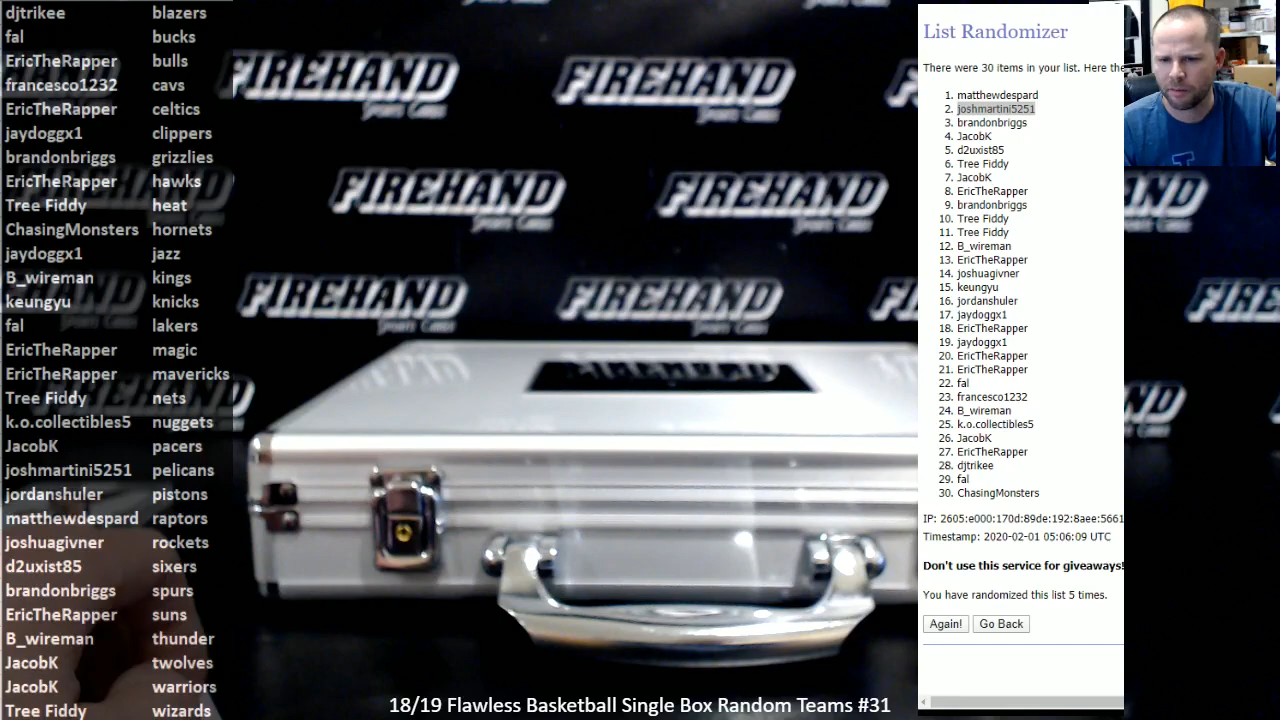 djtrikee blazers
fal bucks
EricTheRapper bulls
francesco1232 cavs
EricTheRapper celtics
jaydoggx1 clippers
brandonbriggs grizzlies
EricTheRapper hawks
Tree Fiddy heat
ChasingMonsters hornets
jaydoggx1 jazz
B_wireman kings
keungyu knicks
fal lakers
EricTheRapper magic
EricTheRapper mavericks
Tree Fiddy nets
k.o.collectibles5 nuggets
JacobK pacers
joshmartini5251 pelicans
jordanshuler pistons
matthewdespard raptors
joshuagivner rockets
d2uxist85 sixers
brandonbriggs spurs
EricTheRapper suns
B_wireman thunder
JacobK twolves
JacobK warriors
Tree Fiddy wizards
FIREHAND
FIREHAND
FIREHAND
FIREHAND
FIREHAND
FIREHAND
18/19 Flawless Basketball Single Box Random Teams #31
List Randomizer
There were 30 items in your list. Here the
1. matthewdespard
2. joshmartini5251
3. brandonbriggs
4. JacobK
5. d2uxist85
6. Tree Fiddy
7. JacobK
8. EricTheRapper
9. brandonbriggs
10. Tree Fiddy
11. Tree Fiddy
12. B_wireman
13. EricTheRapper
14. joshuagivner
15. keungyu
16. jordanshuler
17. jaydoggx1
18. EricTheRapper
19. jaydoggx1
20. EricTheRapper
21. EricTheRapper
22. fal
23. francesco1232
24. B_wireman
25. k.o.collectibles5
26. JacobK
27. EricTheRapper
28. djtrikee
29. fal
30. ChasingMonsters
IP: 2605:e000:170d:89de:192:8aee:5661
Timestamp: 2020-02-01 05:06:09 UTC
Don't use this service for giveaways!
You have randomized this list 5 times.
Again! Go Back